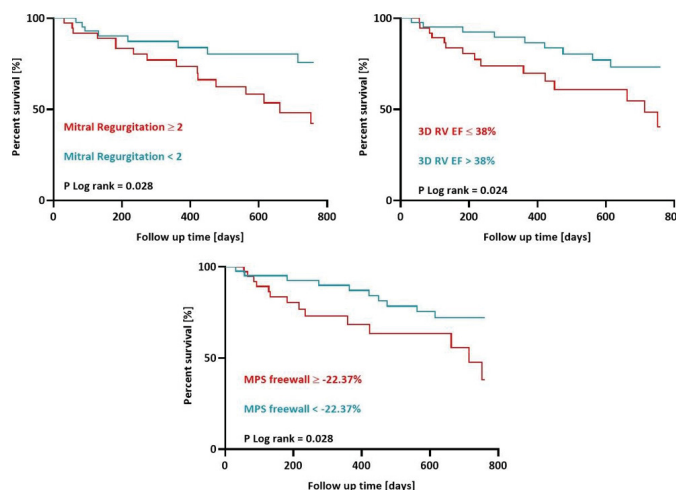 100
50
0
Percent survival [%]
Mitral Regurgitation ≥ 2
Mitral Regurgitation < 2
P Log rank = 0.028
0 200 400 600 800
Follow up time [days]
100
50
0
Percent survival [%]
3D RV EF ≤ 38%
3D RV EF > 38%
P Log rank = 0.024
0 200 400 600 800
Follow up time [days]
100
50
0
Percent survival [%]
MPS freewall ≥ -22.37%
MPS freewall < -22.37%
P Log rank = 0.028
0 200 400 600 800
Follow up time [days]